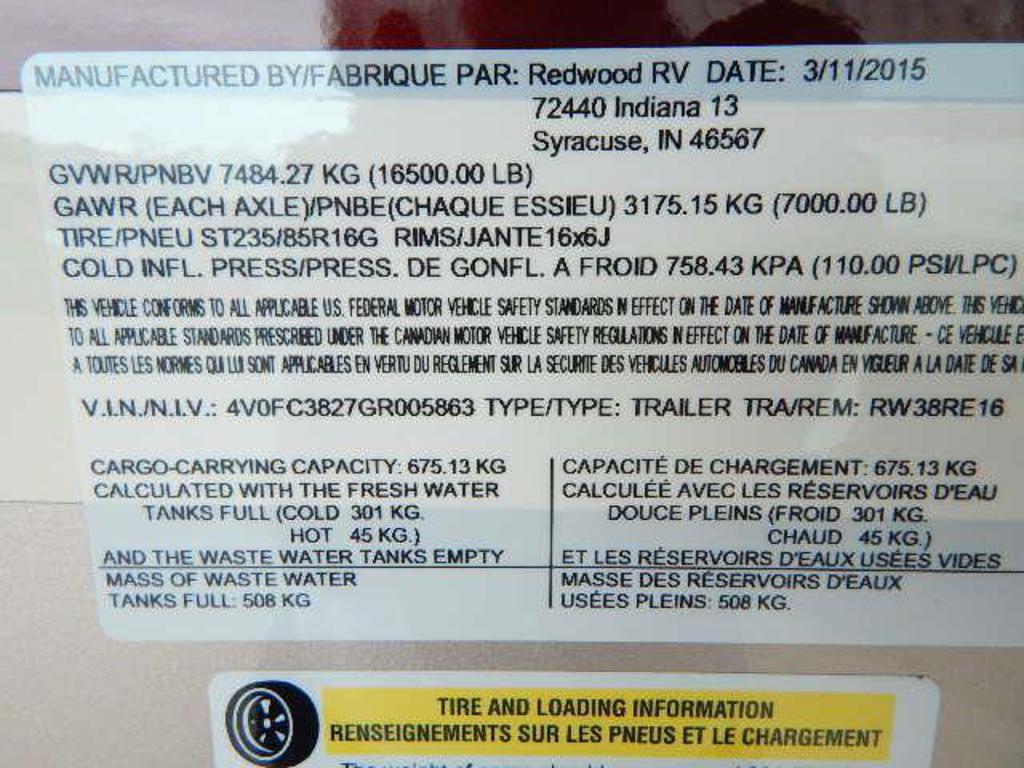 MANUFACTURED BY/FABRIQUE PAR: Redwood RV DATE: 3/11/2015
72440 Indiana 13
Syracuse, IN 46567
GVWR/PNBV 7484.27 KG (16500.00 LB)
GAWR (EACH AXLE)/PNBE(CHAQUE ESSIEU) 3175.15 KG (7000.00 LB)
TIRE/PNEU ST235/85R16G RIMS/JANTE16x6J
COLD INFL. PRESS/PRESS. DE GONFL. A FROID 758.43 KPA (110.00 PSI/LPC)
THIS VEHICLE CONFORMS TO ALL APPLICABLE U.S. FEDERAL MOTOR VEHICLE SAFETY STANDARDS IN EFFECT ON THE DATE OF MANUFACTURE SHOWN ABOVE. THIS
TO ALL APPLICABLE STANDARDS PRESCRIBED UNDER THE CANADIAN MOTOR VEHICLE SAFETY REGULATIONS IN EFFECT ON THE DATE OF MANUFACTURE. - CE VEHICULE
A TOUTES LES NORMES QUI LUI SONT APPLICABLES EN VERTU DU REGLEMENT SUR LA SECURITE DES VEHICULES AUTOMOBILES DU CANADA EN VIGUEUR A LA DATE DE SA
V.I.N./N.I.V.: 4V0FC3827GR005863 TYPE/TYPE: TRAILER TRA/REM: RW38RE16
CARGO-CARRYING CAPACITY: 675.13 KG
CALCULATED WITH THE FRESH WATER
TANKS FULL (COLD 301 KG.
HOT 45 KG.)
AND THE WASTE WATER TANKS EMPTY
MASS OF WASTE WATER
TANKS FULL: 508 KG
CAPACITÉ DE CHARGEMENT: 675.13 KG
CALCULÉE AVEC LES RÉSERVOIRS D'EAU
DOUCE PLEINS (FROID 301 KG.
CHAUD 45 KG.)
ET LES RÉSERVOIRS D'EAUX USÉES VIDES
MASSE DES RÉSERVOIRS D'EAUX
USÉES PLEINS: 508 KG.
TIRE AND LOADING INFORMATION
RENSEIGNEMENTS SUR LES PNEUS ET LE CHARGEMENT